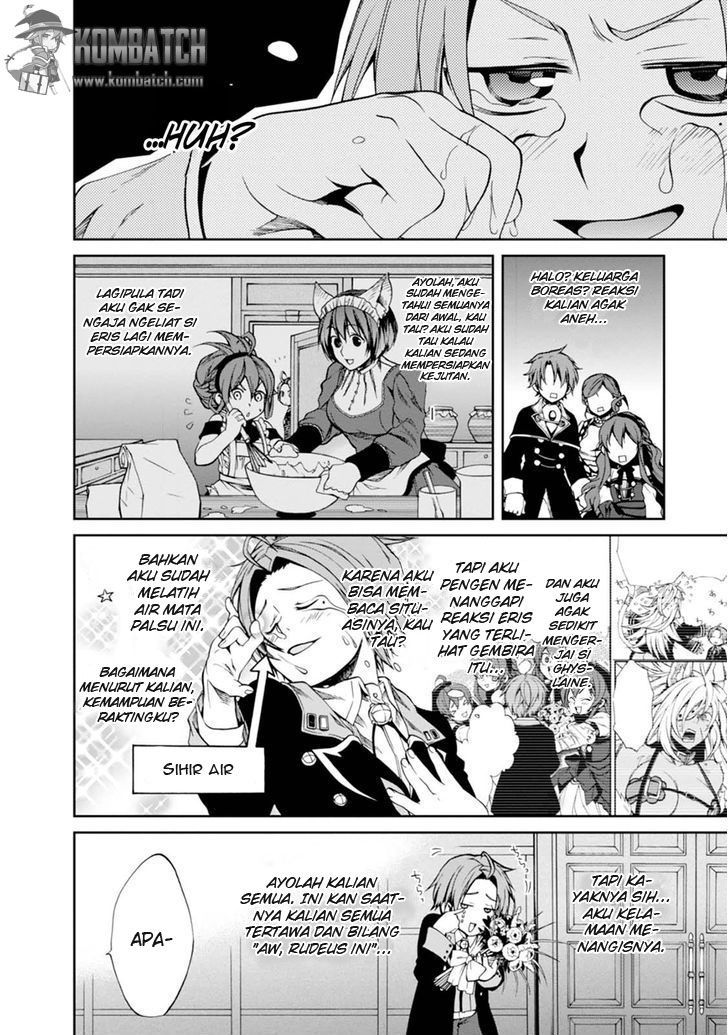 KOMBATCH
www.kombatch.com
...HUH?
HALO? KELUARGA
BOREAS? REAKSI
KALIAN AGAK
ANEH...
AYOLAH, AKU
SUDAH MENGE-
TAHUI SEMUANYA
DARI AWAL, KAU
TAU? AKU SUDAH
TAU KALAU
KALIAN SEDANG
MEMPERSIAPKAN
KEJUTAN.
LAGIPULA TADI
AKU GAK SE-
NGAJA NGELIAT SI
ERIS LAGI MEM-
PERSIAPKANNYA.
DAN AKU
JUGA
AGAK
SEDIKIT
MENGER-
JAI SI
GHYS-
LAINE.
TAPI AKU
PENGEN ME-
NANGGAPI
REAKSI ERIS
YANG TERLI-
HAT GEMBIRA
ITU...
KARENA AKU
BISA MEM-
BACA SITU-
ASINYA, KAU
TAU?
BAHKAN
AKU SUDAH
MELATIH
AIR MATA
PALSU INI.
BAGAIMANA
MENURUT KALIAN,
KEMAMPUAN BE-
RAKTINGKU?
SIHIR AIR
TAPI KA-
YAKNYA SIH...
AKU KELA-
MAAN ME-
NANGISNYA.
AYOLAH KALIAN
SEMUA. INI KAN SAAT-
NYA KALIAN SEMUA
TERTAWA DAN BILANG
"AW, RUDEUS INI"...
APA-